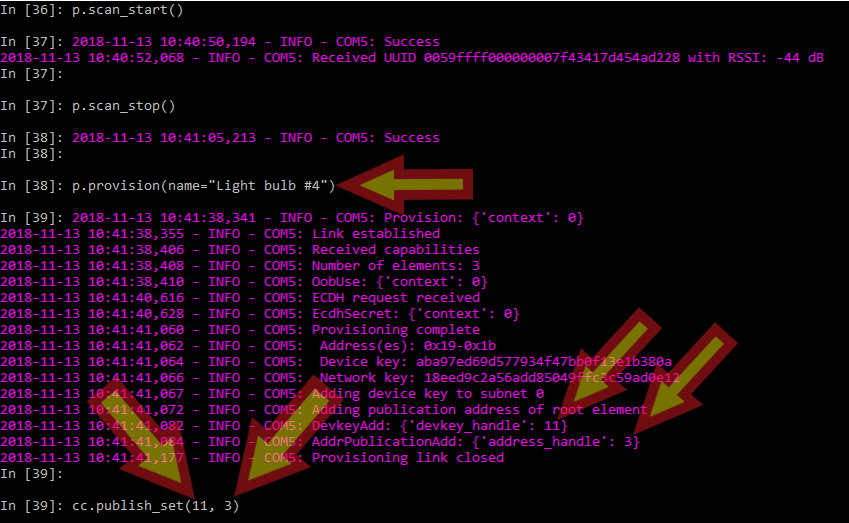 In [36]: p.scan_start()
In [37]: 2018-11-13 10:40:50,194 - INFO - COM5: Success
2018-11-13 10:40:52,068 - INFO - COM5: Received UUID 0059ffff000000007f43417d454ad228 with RSSI: -44 dB
In [37]:
In [37]: p.scan_stop()
In [38]: 2018-11-13 10:41:05,213 - INFO - COM5: Success
In [38]:
In [38]: p.provision(name="Light bulb #4")
In [39]: 2018-11-13 10:41:38,341 - INFO - COM5: Provision: {'context': 0}
2018-11-13 10:41:38,355 - INFO - COM5: Link established
2018-11-13 10:41:38,406 - INFO - COM5: Received capabilities
2018-11-13 10:41:38,408 - INFO - COM5: Number of elements: 3
2018-11-13 10:41:38,410 - INFO - COM5: OobUse: {'context': 0}
2018-11-13 10:41:40,616 - INFO - COM5: ECDH request received
2018-11-13 10:41:40,628 - INFO - COM5: EcdhSecret: {'context': 0}
2018-11-13 10:41:41,060 - INFO - COM5: Provisioning complete
2018-11-13 10:41:41,062 - INFO - COM5:  Address(es): 0x19-0x1b
2018-11-13 10:41:41,064 - INFO - COM5:  Device key: aba97ed69d577934f47bb0f13e1b380a
2018-11-13 10:41:41,066 - INFO - COM5:  Network key: 18eed9c2a56add85049ffc3c59ad0e12
2018-11-13 10:41:41,067 - INFO - COM5: Adding device key to subnet 0
2018-11-13 10:41:41,072 - INFO - COM5: Adding publication address of root element
2018-11-13 10:41:41,082 - INFO - COM5: DevkeyAdd: {'devkey_handle': 11}
2018-11-13 10:41:41,084 - INFO - COM5: AddrPublicationAdd: {'address_handle': 3}
2018-11-13 10:41:41,177 - INFO - COM5: Provisioning link closed
In [39]:
In [39]: cc.publish_set(11, 3)